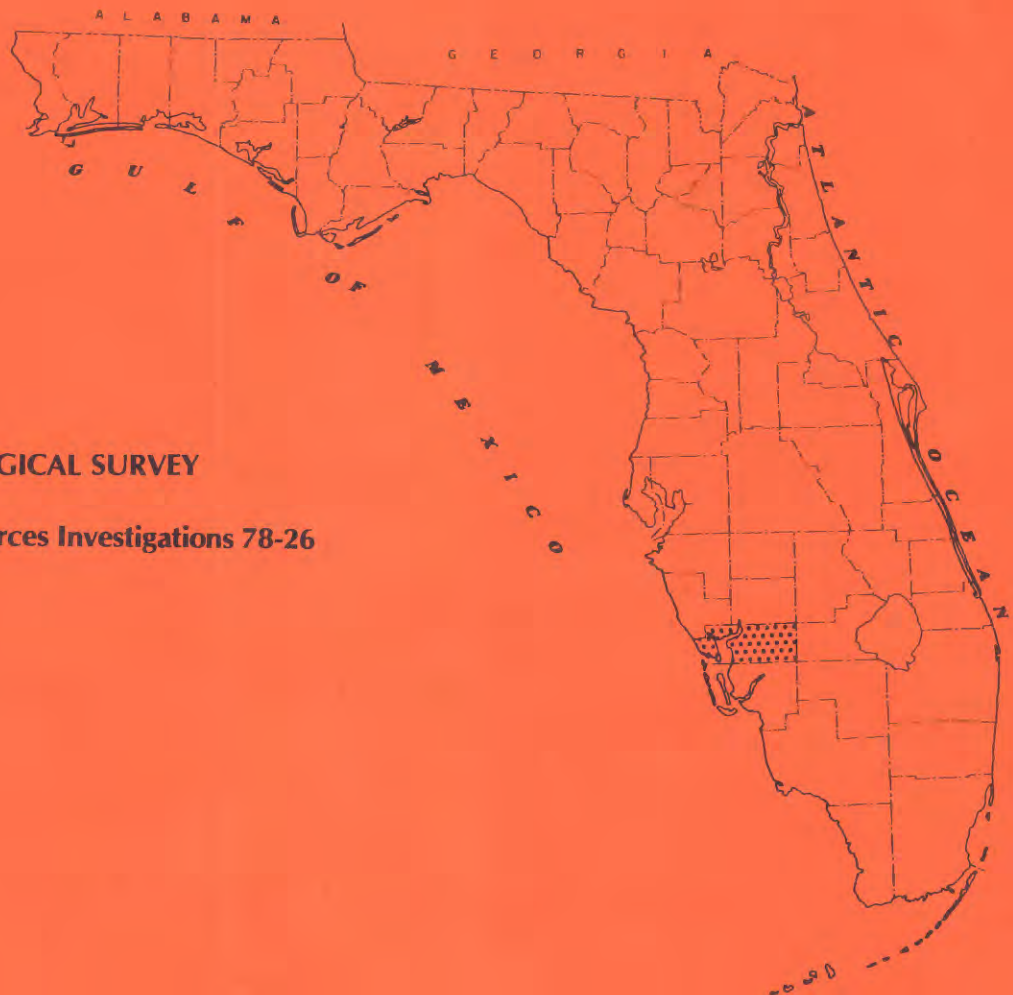 ALABAMA
GEORGIA
ATLANTIC OCEAN
GULF OF MEXICO
GICAL SURVEY
rces Investigations 78-26